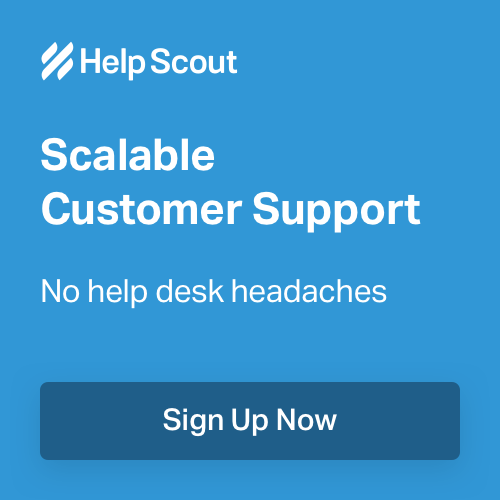 Help Scout
Scalable
Customer Support
No help desk headaches
Sign Up Now